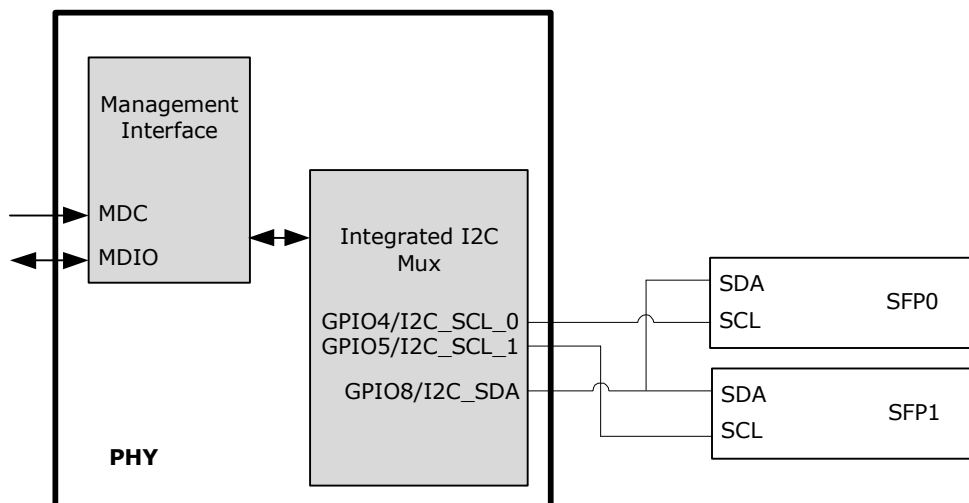 Management
Interface
MDC
MDIO
Integrated I2C
Mux
GPIO4/I2C_SCL_0
GPIO5/I2C_SCL_1
GPIO8/I2C_SDA
PHY
SDA
SFP0
SCL
SDA
SFP1
SCL